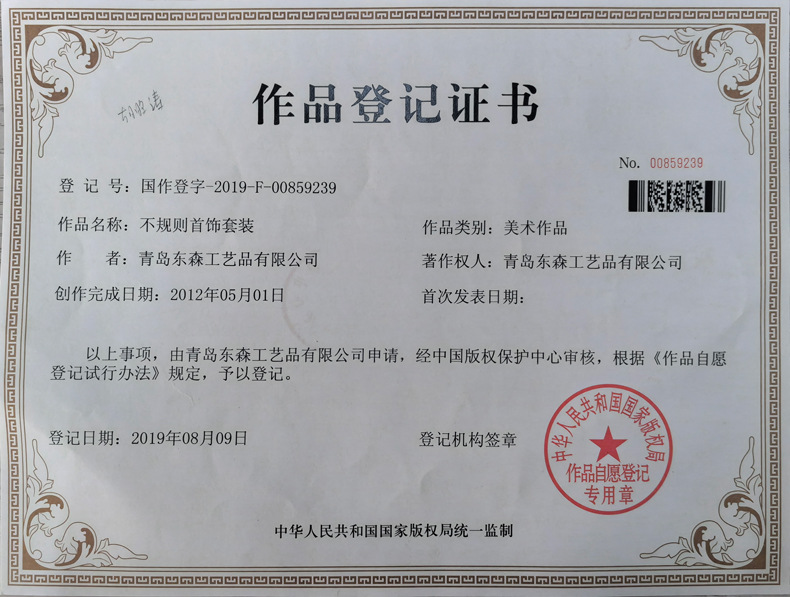 作品登记证书
No. 00859239
登 记 号：国作登字-2019-F-00859239
作品名称：不规则首饰套装
作品类别：美术作品
作 者：青岛东森工艺品有限公司
著作权人：青岛东森工艺品有限公司
创作完成日期：2012年05月01日
首次发表日期：
以上事项，由青岛东森工艺品有限公司申请，经中国版权保护中心审核，根据《作品自愿
登记试行办法》规定，予以登记。
登记日期：2019年08月09日
登记机构签章
中华人民共和国国家版权局
作品自愿登记
专用章
中华人民共和国国家版权局统一监制